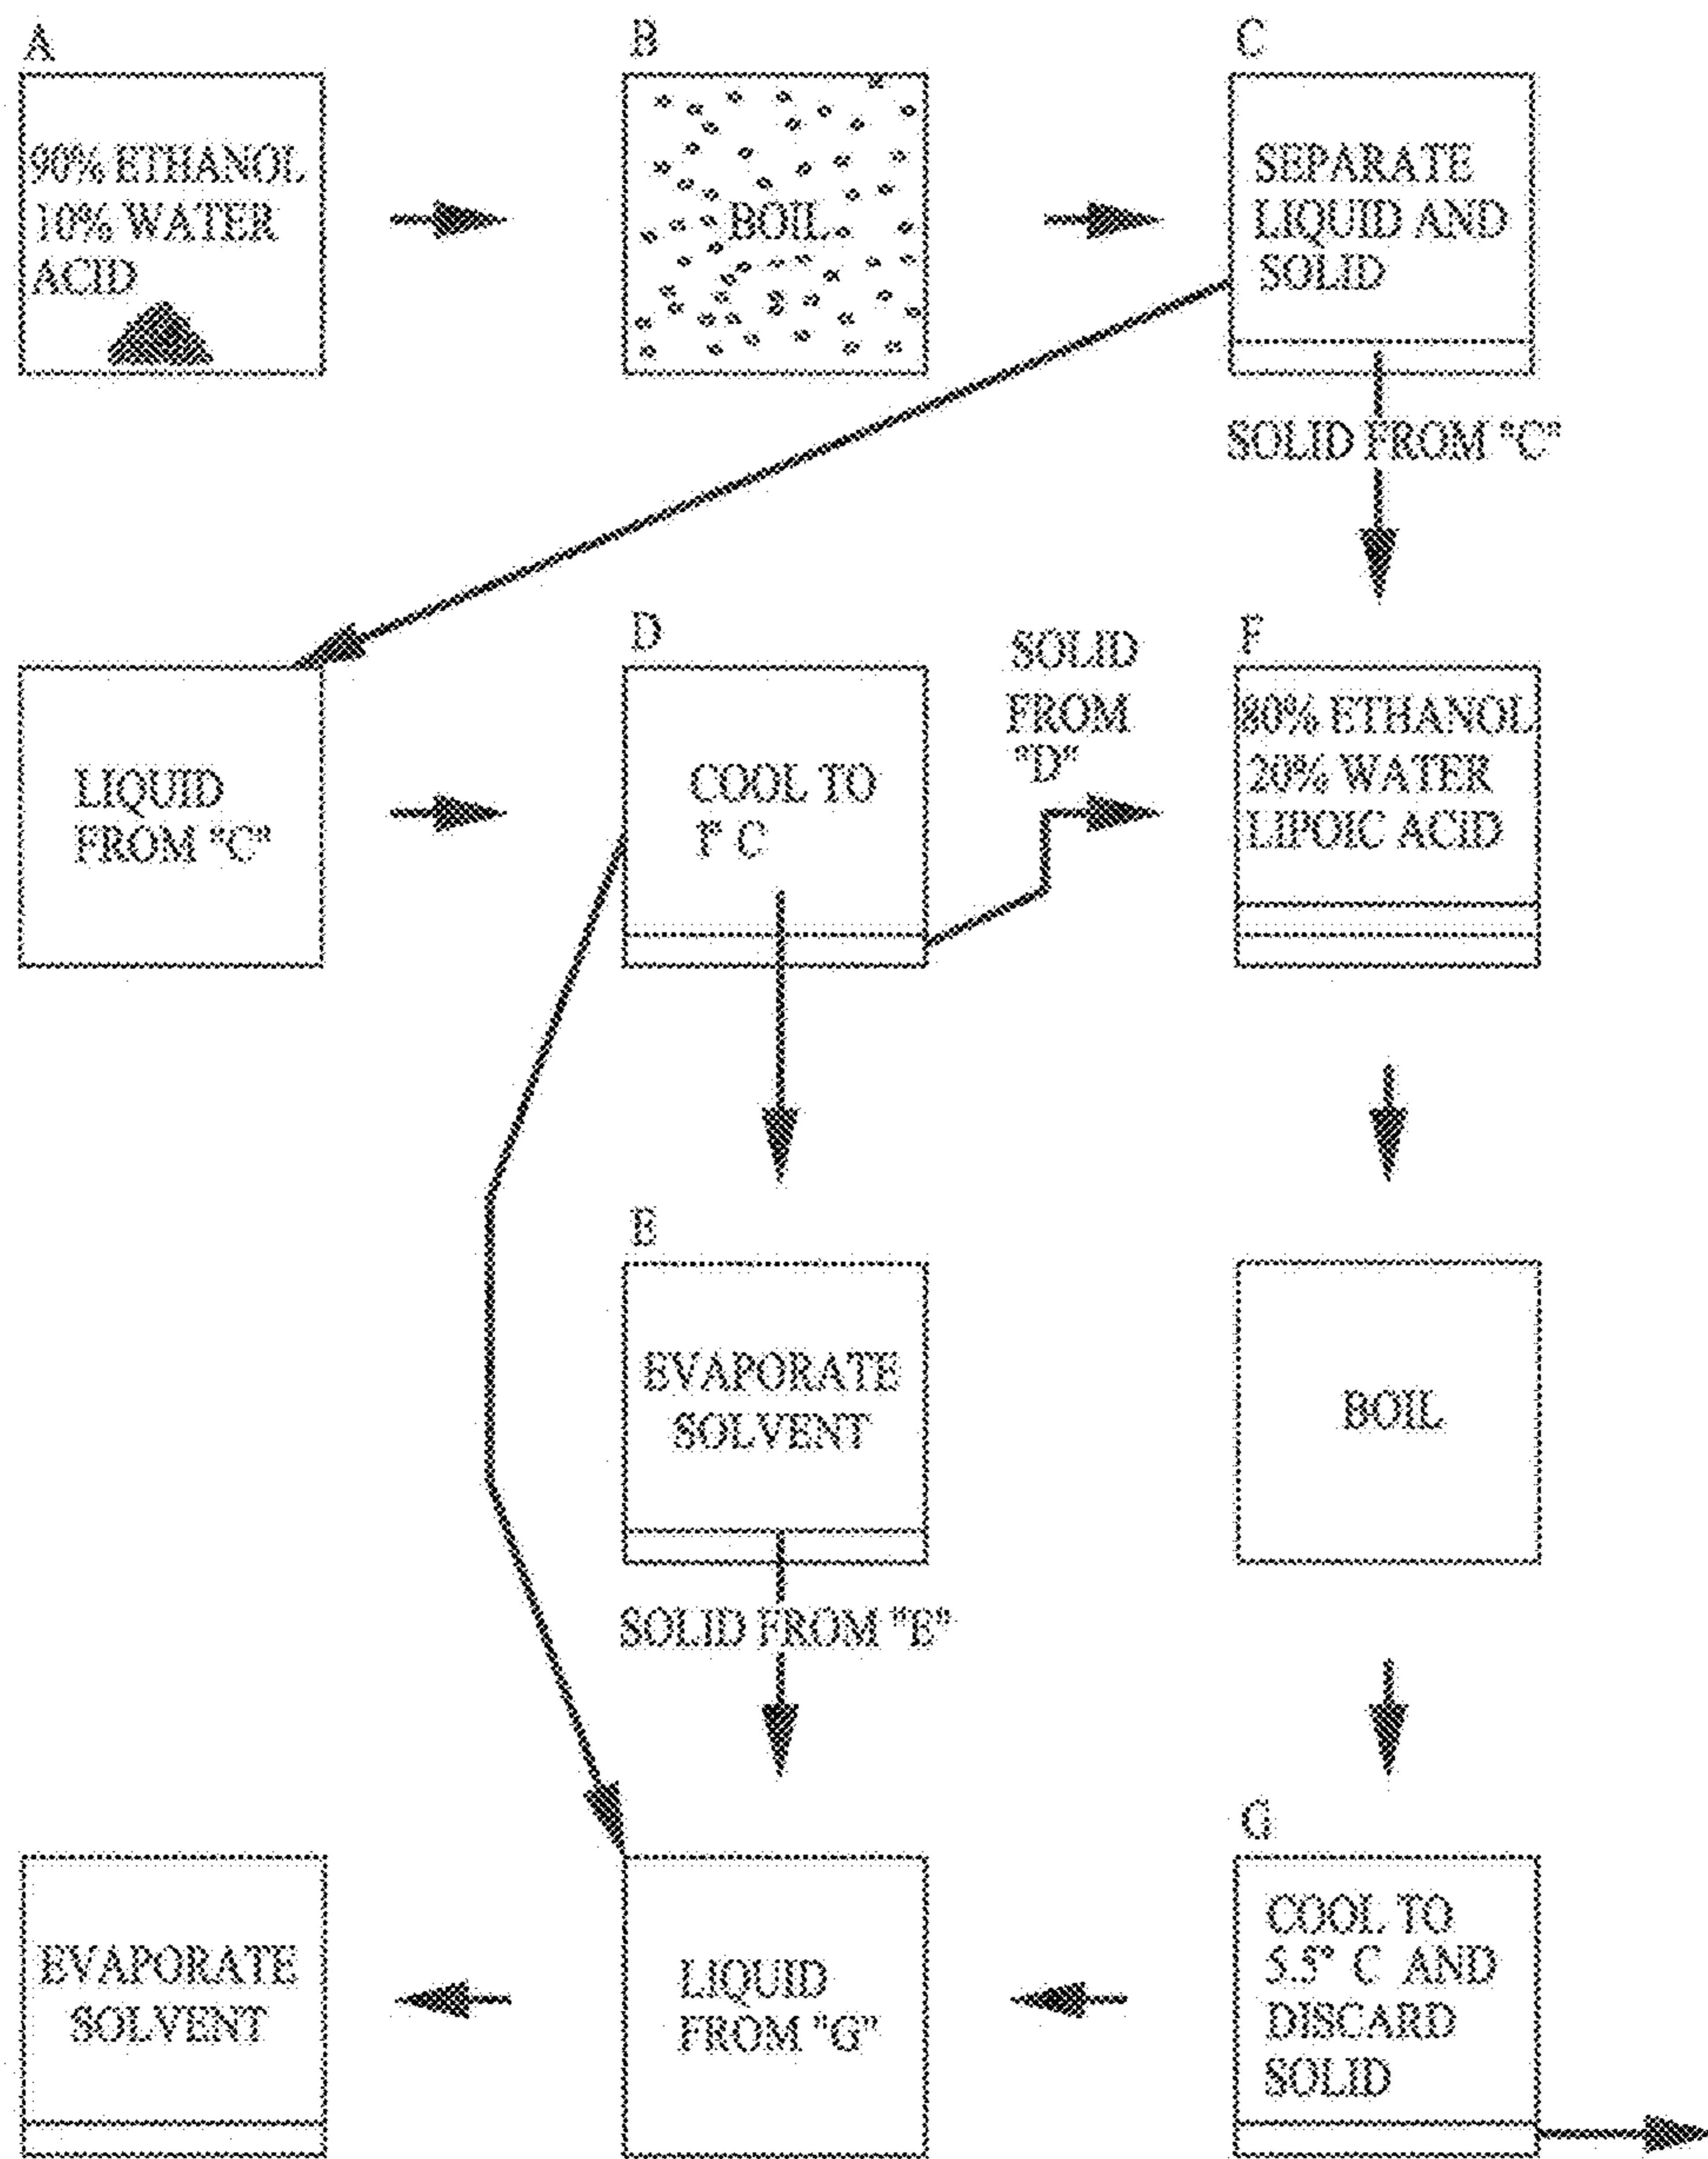 A
90% ETHANOL
10% WATER
ACID
B
BOIL
C
SEPARATE
LIQUID AND
SOLID
SOLID FROM "C"
LIQUID
FROM "C"
D
COOL TO
1° C
SOLID
FROM
"D"
F
80% ETHANOL
20% WATER
LIPOIC ACID
E
EVAPORATE
SOLVENT
SOLID FROM "E"
BOIL
EVAPORATE
SOLVENT
LIQUID
FROM "G"
G
COOL TO
5.5° C AND
DISCARD
SOLID